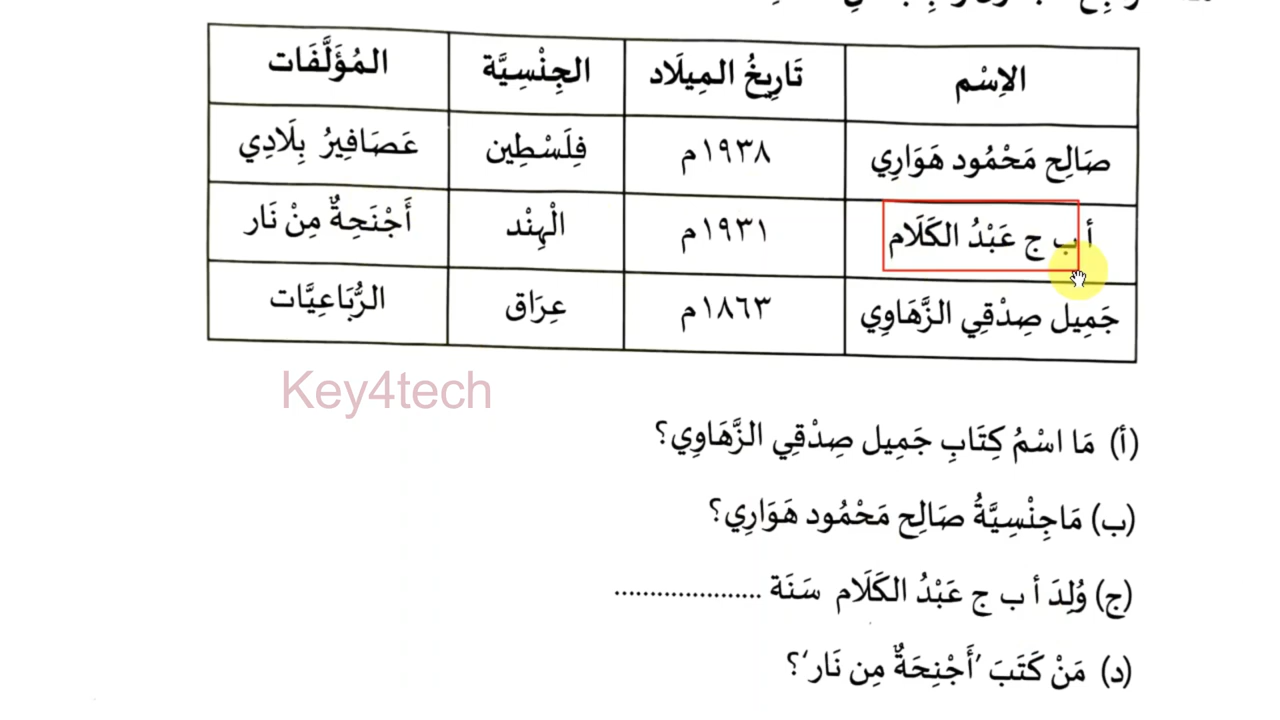 الاِسْم تَارِيخُ المِيلَاد الجِنْسِيَّة المُؤَلَّفَات
صَالِح مَحْمُود هَوَارِي ١٩٣٨م فِلَسْطِين عَصَافِيرُ بِلَادِي
أ ب ج عَبْدُ الكَلَام ١٩٣١م الْهِنْد أَجْنَحِةٌ مِنْ نَار
جَمِيل صِدْقِي الزَّهَاوِي ١٨٦٣م عِرَاق الرُّبَاعِيَّات
Key4tech
(أ) مَا اسْمُ كِتَابِ جَمِيل صِدْقِي الزَّهَاوِي؟
(ب) مَاجِنْسِيَّةُ صَالِح مَحْمُود هَوَارِي؟
(ج) وُلِدَ أ ب ج عَبْدُ الكَلَام سَنَة .....................
(د) مَنْ كَتَبَ ’أَجْنِحَةٌ مِن نَار‘؟